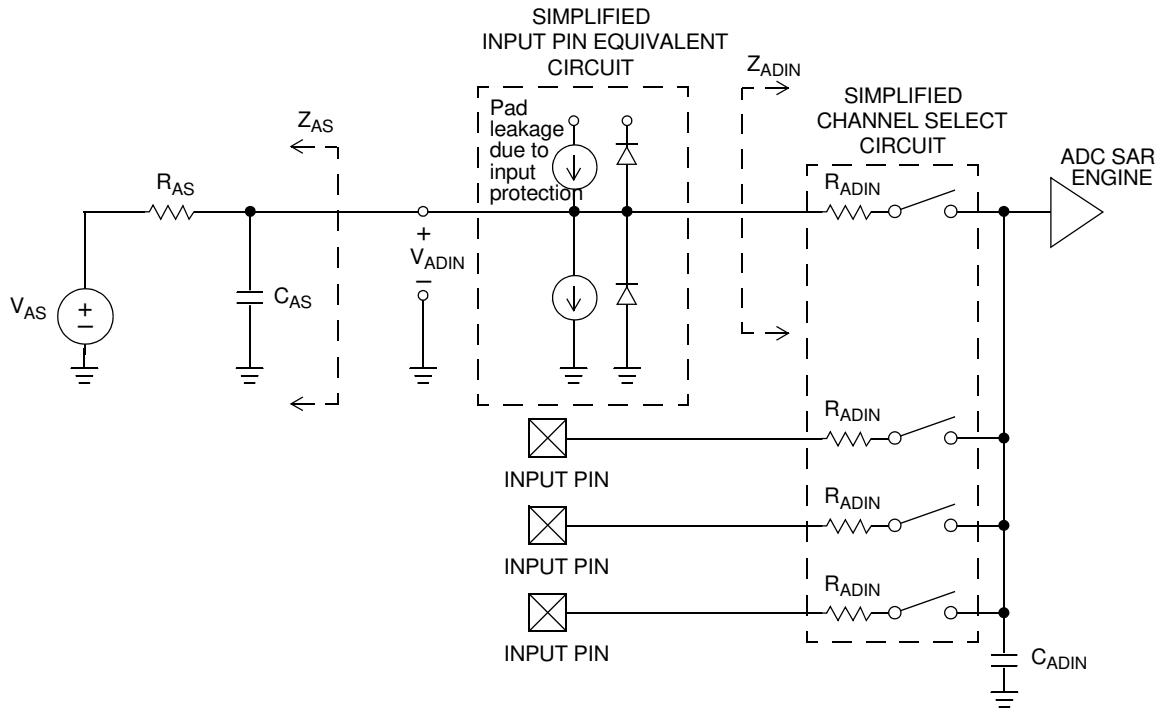 SIMPLIFIED
INPUT PIN EQUIVALENT
CIRCUIT
ZADIN
SIMPLIFIED
CHANNEL SELECT
CIRCUIT
ADC SAR
ENGINE
Pad
leakage
due to
input
protection
ZAS
RAS
RADIN
+
VADIN
–
VAS
+
–
CAS
RADIN
INPUT PIN
RADIN
INPUT PIN
RADIN
INPUT PIN
CADIN